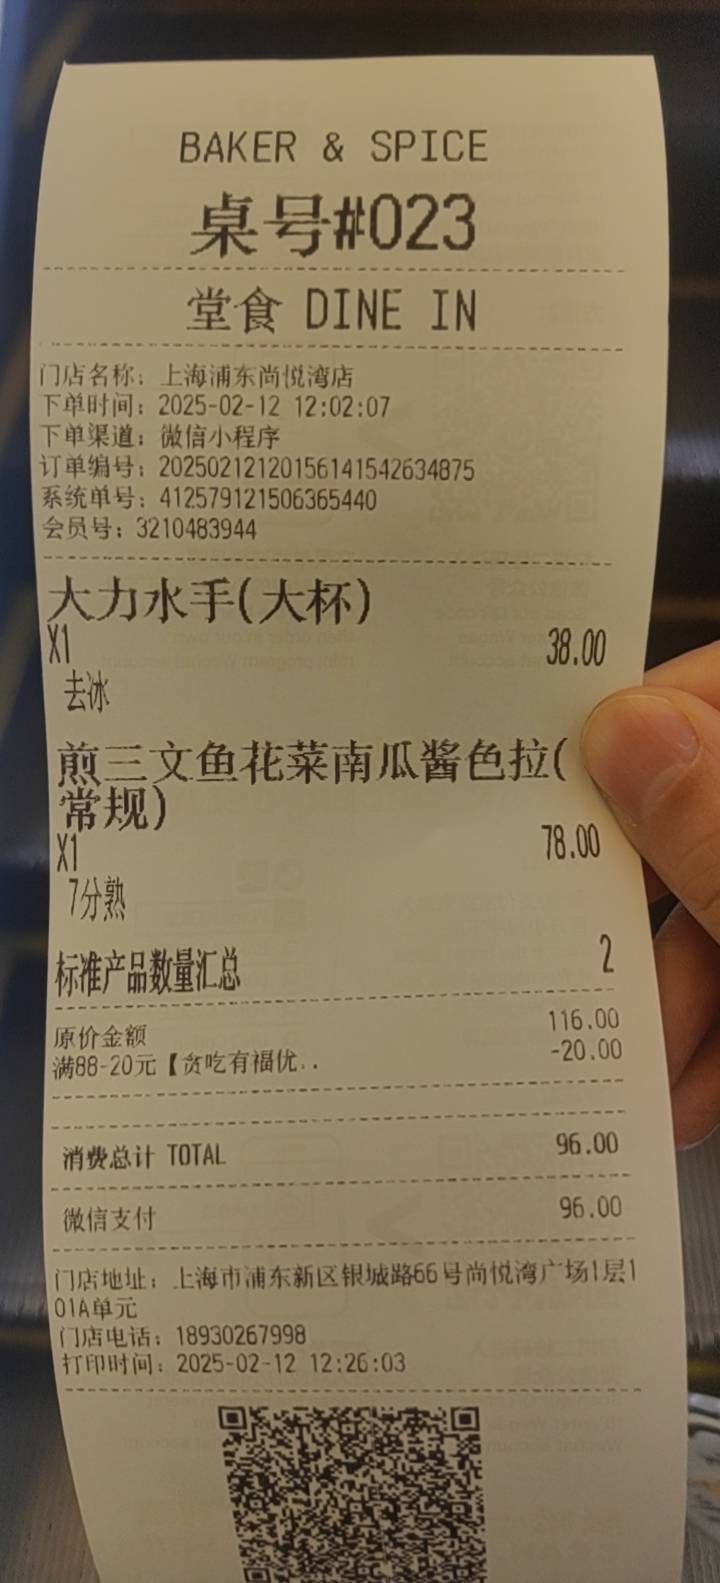 BAKER & SPICE
桌号#023
堂食 DINE IN
门店名称：上海浦东尚悦湾店
下单时间：2025-02-12 12:02:07
下单渠道：微信小程序
订单编号：20250212120156141542634875
系统单号：412579121506365440
会员号：3210483944
大力水手(大杯)
X1 38.00
去冰
煎三文鱼花菜南瓜酱色拉(
常规)
X1 78.00
7分熟
标准产品数量汇总 2
原价金额 116.00
满88-20元【贪吃有福优.. -20.00
消费总计 TOTAL 96.00
微信支付 96.00
门店地址：上海市浦东新区银城路66号尚悦湾广场1层1
01A单元
门店电话：18930267998
打印时间：2025-02-12 12:26:03